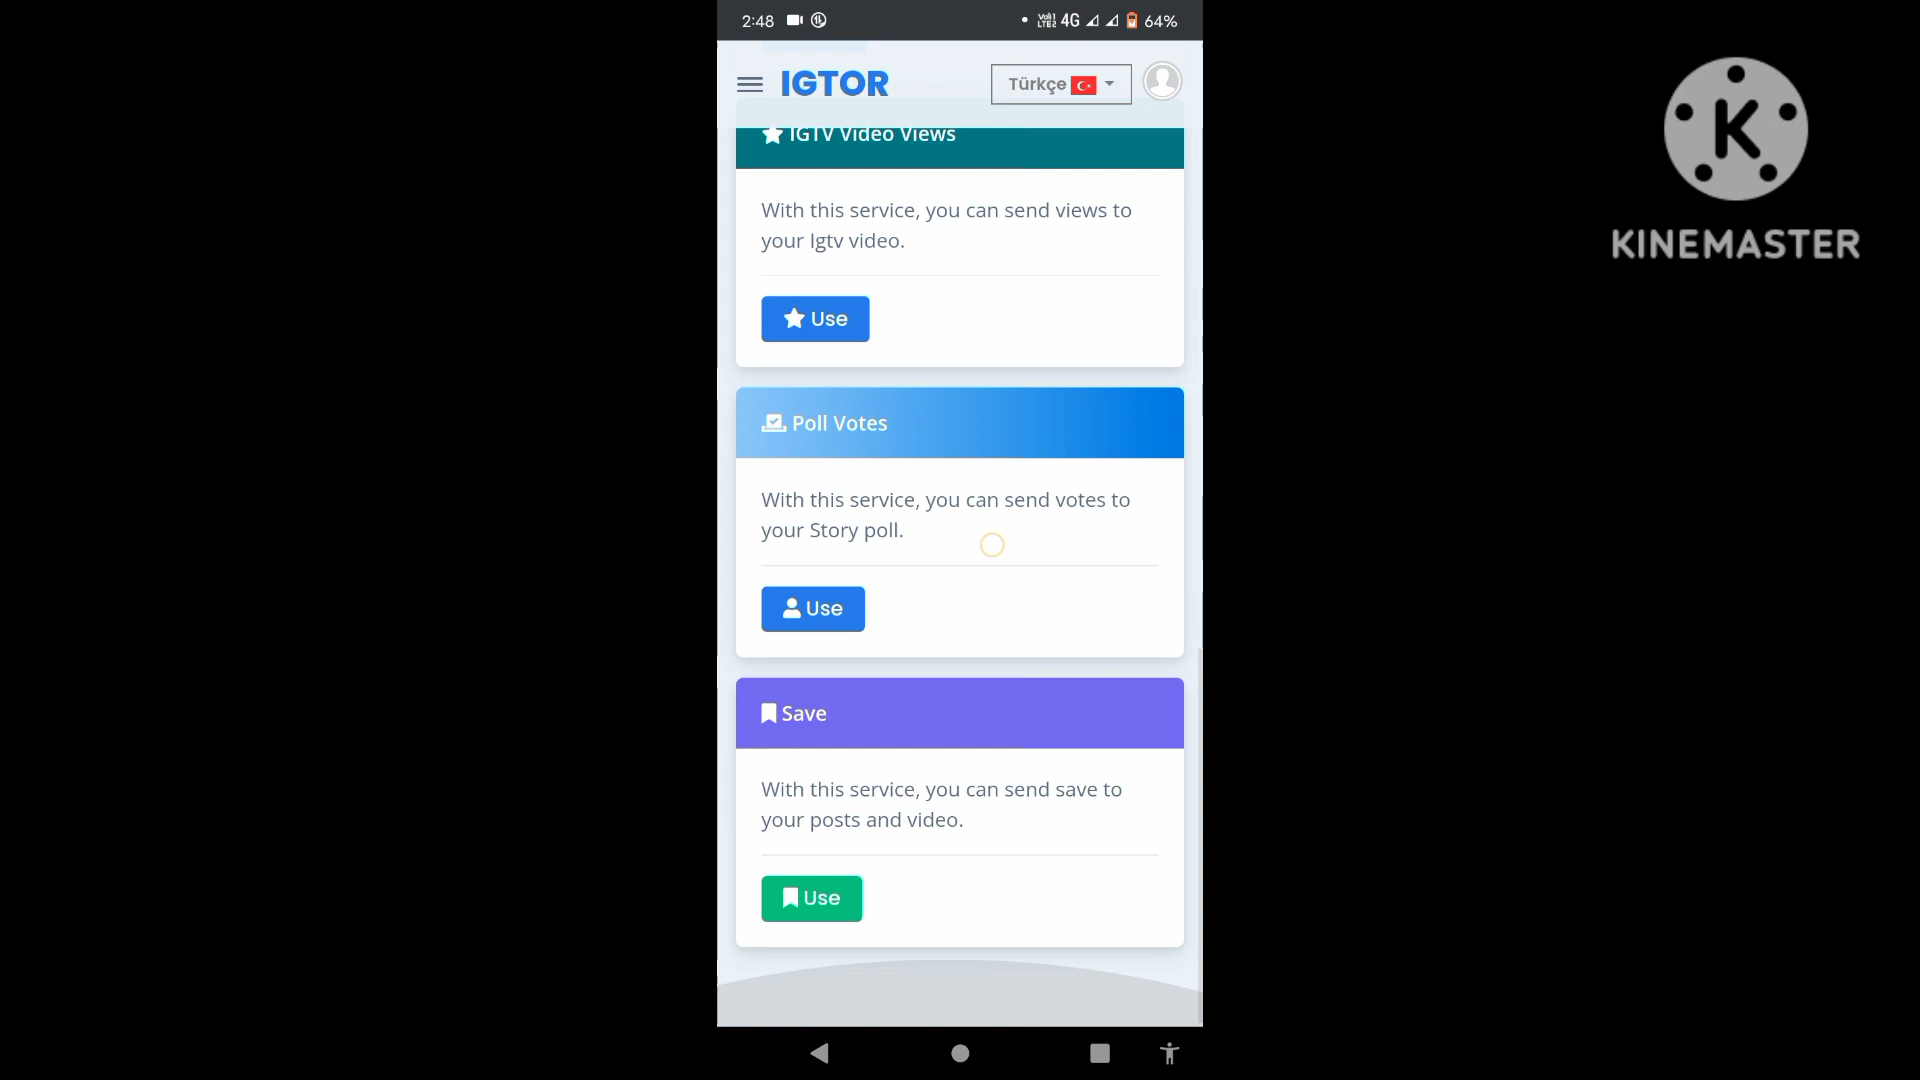 2:48 4G 64%
IGTOR Türkçe
IGTV Video Views
With this service, you can send views to
your Igtv video.
Use
Poll Votes
With this service, you can send votes to
your Story poll.
Use
Save
With this service, you can send save to
your posts and video.
Use
K
KINEMASTER